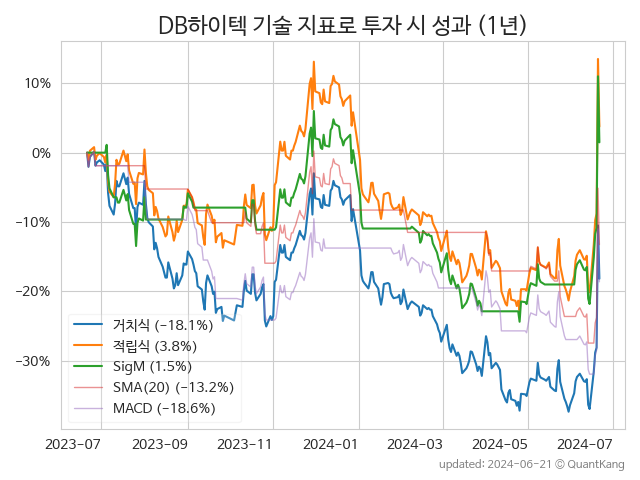 DB하이텍 기술 지표로 투자 시 성과 (1년)
10%
0%
−10%
−20%
−30%
거치식 (−18.1%)
적립식 (3.8%)
SigM (1.5%)
SMA(20) (−13.2%)
MACD (−18.6%)
2023-07 2023-09 2023-11 2024-01 2024-03 2024-05 2024-07
updated: 2024-06-21 © QuantKang